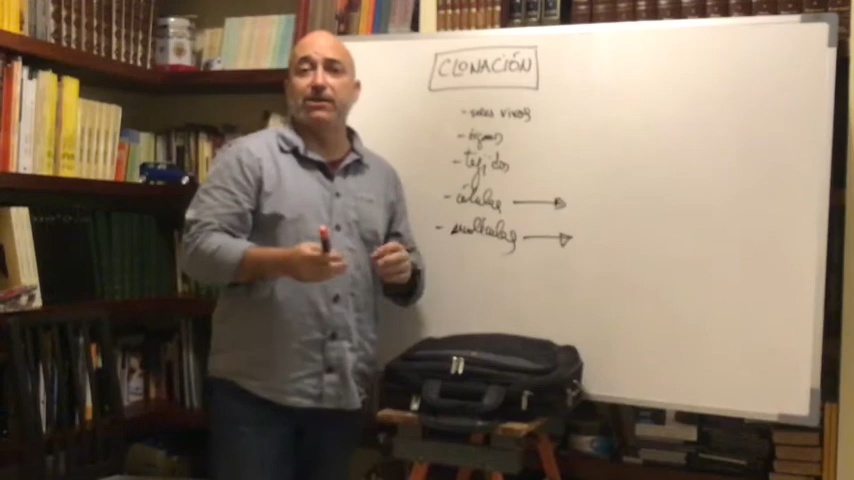 CLONACIÓN
- seres vivos
- órganos
- tejidos
- células
- moléculas